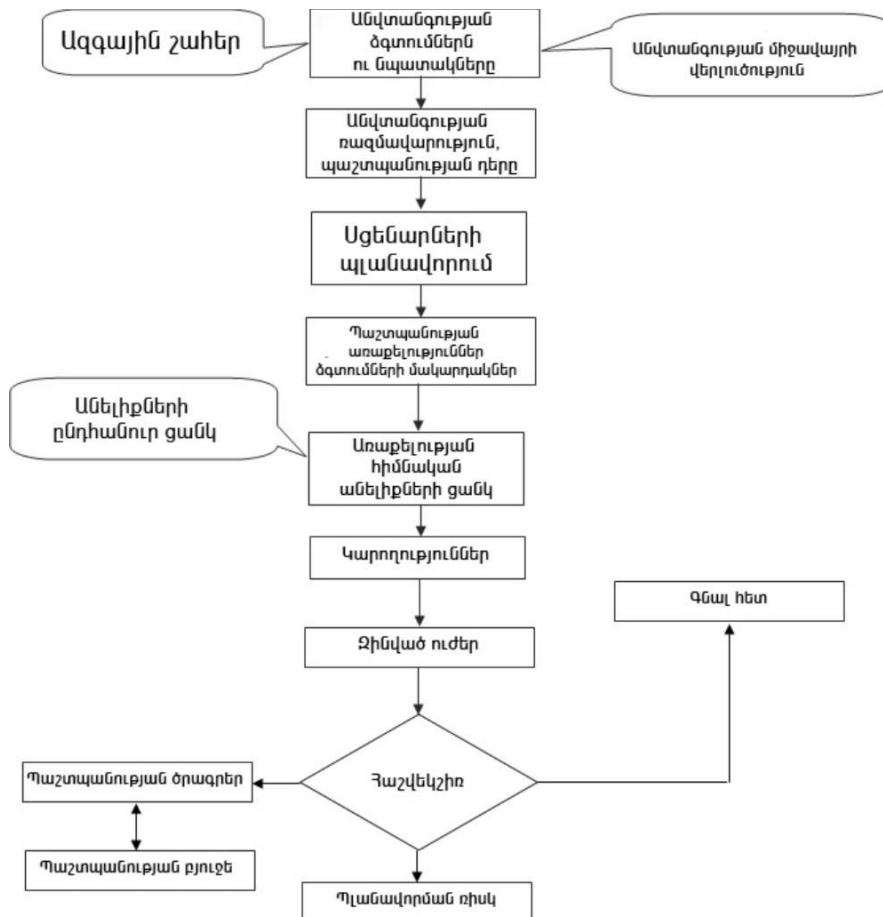 Ազգային շահեր
Անվտանգության
ձգտումներն
ու նպատակները
Անվտանգության միջավայրի
վերլուծություն
Անվտանգության
ռազմավարություն,
պաշտպանության դերը
Սցենարների
պլանավորում
Պաշտպանության
առաքելություններ
ձգտումների մակարդակներ
Անելիքների
ընդհանուր ցանկ
Առաքելության
հիմնական
անելիքների ցանկ
Կարողություններ
Գնալ հետ
Զինված ուժեր
Հաշվեկշիռ
Պաշտպանության ծրագրեր
Պաշտպանության բյուջե
Պլանավորման ռիսկ